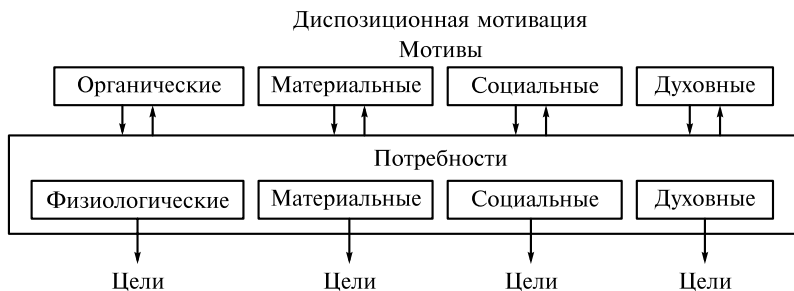 Диспозиционная мотивация
Мотивы
Органические Материальные Социальные Духовные
Потребности
Физиологические Материальные Социальные Духовные
Цели Цели Цели Цели